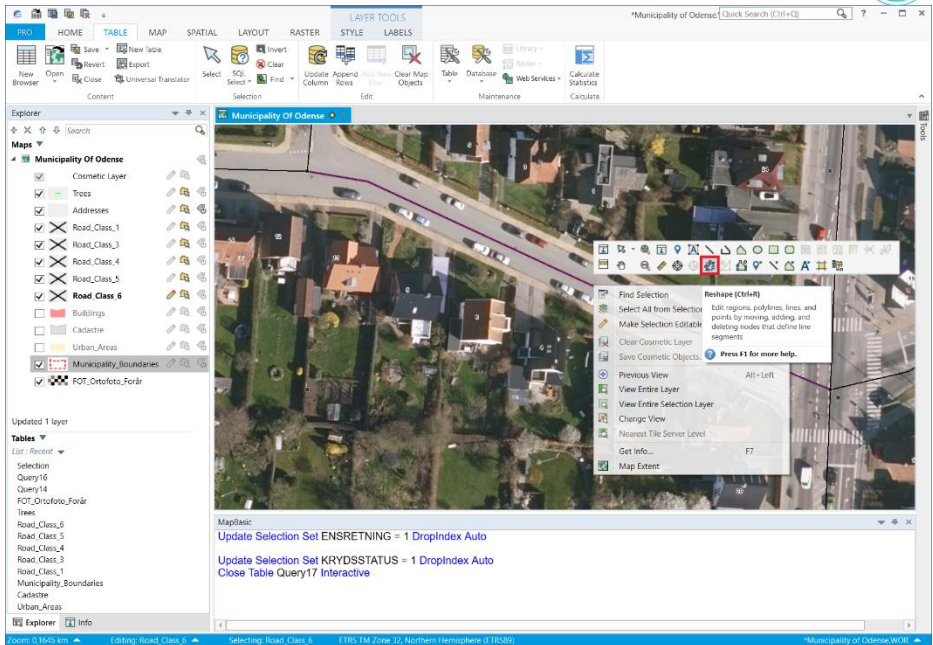 LAYER TOOLS
*Municipality of Odense.
Quick Search (Ctrl+Q)
PRO HOME TABLE MAP SPATIAL LAYOUT RASTER STYLE LABELS
New Browser
Open
Save
Revert
Close
New Table
Export
Universal Translator
Content
Select
SQL Select
Invert
Clear
Find
Selection
Update Column
Append Rows
Add New Row
Clear Map Objects
Edit
Table
Database
Library
Raster
Web Services
Maintenance
Calculate Statistics
Calculate
Explorer
Search
Maps
Municipality Of Odense
Cosmetic Layer
Trees
Addresses
Road_Class_1
Road_Class_3
Road_Class_4
Road_Class_5
Road_Class_6
Buildings
Cadastre
Urban_Areas
Municipality_Boundaries
FOT_Ortofoto_Forår
Updated 1 layer
Tables
List : Recent
Selection
Query16
Query14
FOT_Ortofoto_Forår
Trees
Road_Class_6
Road_Class_5
Road_Class_4
Road_Class_3
Road_Class_1
Municipality_Boundaries
Cadastre
Urban_Areas
Explorer Info
Municipality Of Odense
Tools
Find Selection
Select All from Selection
Make Selection Editable
Clear Cosmetic Layer
Save Cosmetic Objects..
Previous View Alt+Left
View Entire Layer
View Entire Selection Layer
Change View
Nearest Tile Server Level
Get Info... F7
Map Extent
Reshape (Ctrl+R)
Edit regions, polylines, lines, and
points by moving, adding, and
deleting nodes that define line
segments
Press F1 for more help.
MapBasic
Update Selection Set ENSRETNING = 1 DropIndex Auto
Update Selection Set KRYDSSTATUS = 1 DropIndex Auto
Close Table Query17 Interactive
Zoom: 0,1645 km Editing: Road_Class_6 Selecting: Road_Class_6 ETRS TM Zone 32, Northern Hemisphere (ETRS89) *Municipality of Odense.WOR